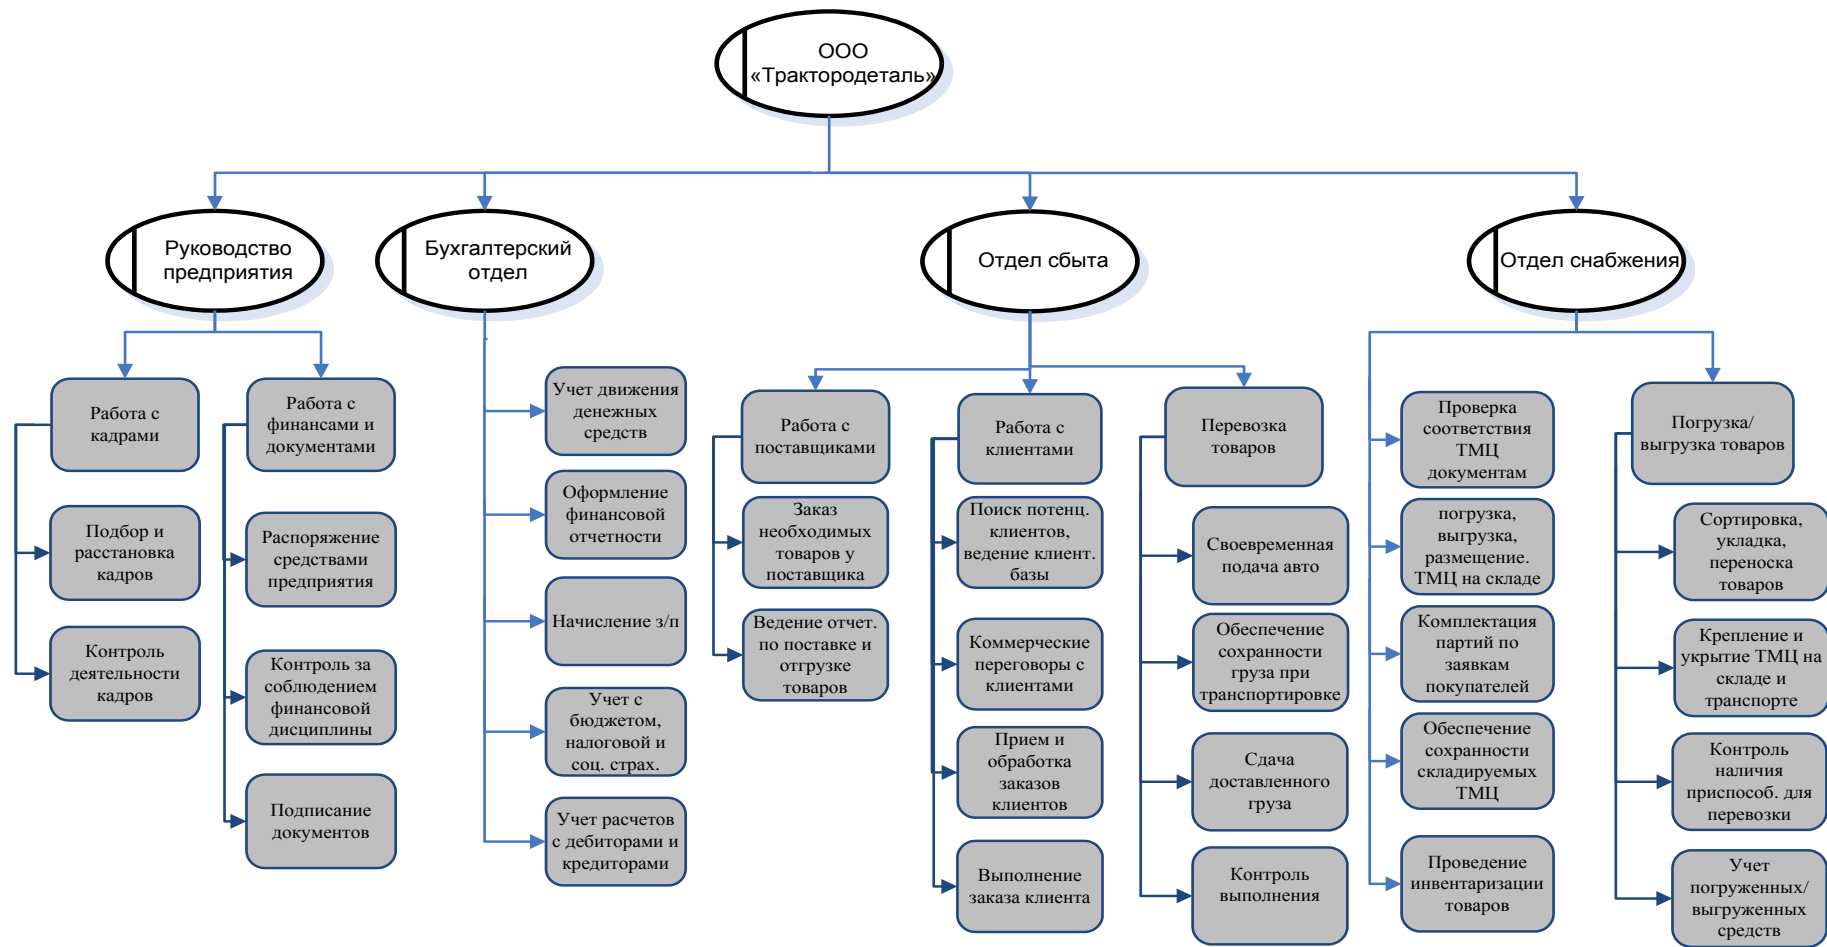 ООО
«Трактородеталь»
Руководство
предприятия
Бухгалтерский
отдел
Отдел сбыта
Отдел снабжения
Работа с
кадрами
Подбор и
расстановка
кадров
Контроль
деятельности
кадров
Работа с
финансами и
документами
Распоряжение
средствами
предприятия
Контроль за
соблюдением
финансовой
дисциплины
Подписание
документов
Учет движения
денежных
средств
Оформление
финансовой
отчетности
Начисление з/п
Учет с
бюджетом,
налоговой и
соц. страх.
Учет расчетов
с дебиторами и
кредиторами
Работа с
поставщиками
Заказ
необходимых
товаров у
поставщика
Ведение отчет.
по поставке и
отгрузке
товаров
Работа с
клиентами
Поиск потенц.
клиентов,
ведение клиент.
базы
Коммерческие
переговоры с
клиентами
Прием и
обработка
заказов
клиентов
Выполнение
заказа клиента
Перевозка
товаров
Своевременная
подача авто
Обеспечение
сохранности
груза при
транспортировке
Сдача
доставленного
груза
Контроль
выполнения
Проверка
соответствия
ТМЦ
документам
погрузка,
выгрузка,
размещение.
ТМЦ на складе
Комплектация
партий по
заявкам
покупателей
Обеспечение
сохранности
складируемых
ТМЦ
Проведение
инвентаризации
товаров
Погрузка/
выгрузка товаров
Сортировка,
укладка,
переноска
товаров
Крепление и
укрытие ТМЦ на
складе и
транспорте
Контроль
наличия
приспособ. для
перевозки
Учет
погруженных/
выгруженных
средств